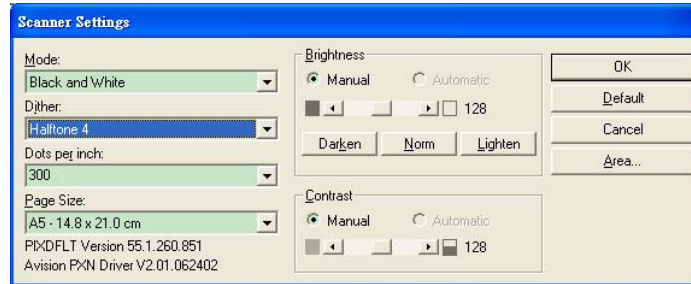 Scanner Settings
Mode:
Black and White
Dither:
Halftone 4
Dots per inch:
300
Page Size:
A5 - 14.8 x 21.0 cm
PIXDFLT Version 55.1.260.851
Avision PXN Driver V2.01.062402
Brightness
Manual Automatic
128
Darken Norm Lighten
Contrast
Manual Automatic
128
OK
Default
Cancel
Area...